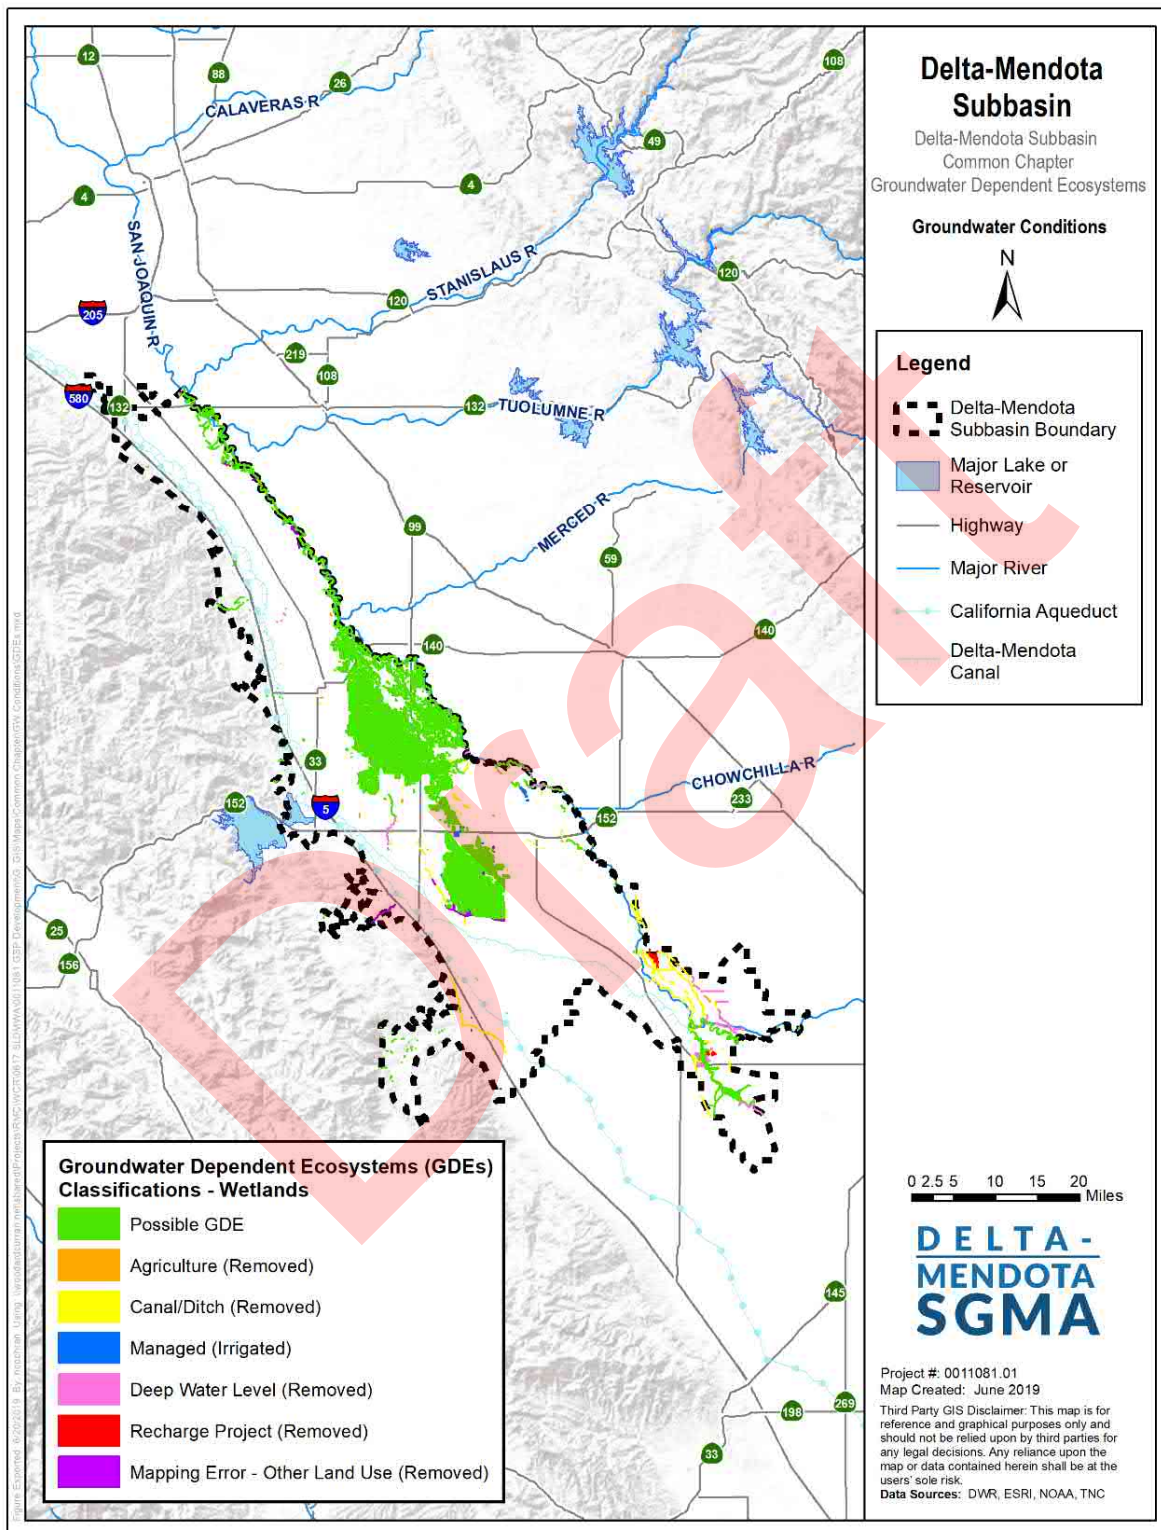 Delta-Mendota
Subbasin
Delta-Mendota Subbasin
Common Chapter
Groundwater Dependent Ecosystems
Groundwater Conditions
N
Legend
Delta-Mendota
Subbasin Boundary
Major Lake or
Reservoir
Highway
Major River
California Aqueduct
Delta-Mendota
Canal
12
88
26
108
CALAVERAS R
49
4
4
SAN JOAQUIN R
STANISLAUS R
120
120
205
219
108
580
132
132
TUOLUMNE R
99
MERCED R
59
140
140
33
CHOWCHILLA R
233
152
5
152
25
156
145
198
269
33
Draft
Groundwater Dependent Ecosystems (GDEs)
Classifications - Wetlands
Possible GDE
Agriculture (Removed)
Canal/Ditch (Removed)
Managed (Irrigated)
Deep Water Level (Removed)
Recharge Project (Removed)
Mapping Error - Other Land Use (Removed)
0 2.5 5 10 15 20
Miles
DELTA-
MENDOTA
SGMA
Project #: 0011081.01
Map Created: June 2019
Third Party GIS Disclaimer: This map is for
reference and graphical purposes only and
should not be relied upon by third parties for
any legal decisions. Any reliance upon the
map or data contained herein shall be at the
users' sole risk.
Data Sources: DWR, ESRI, NOAA, TNC